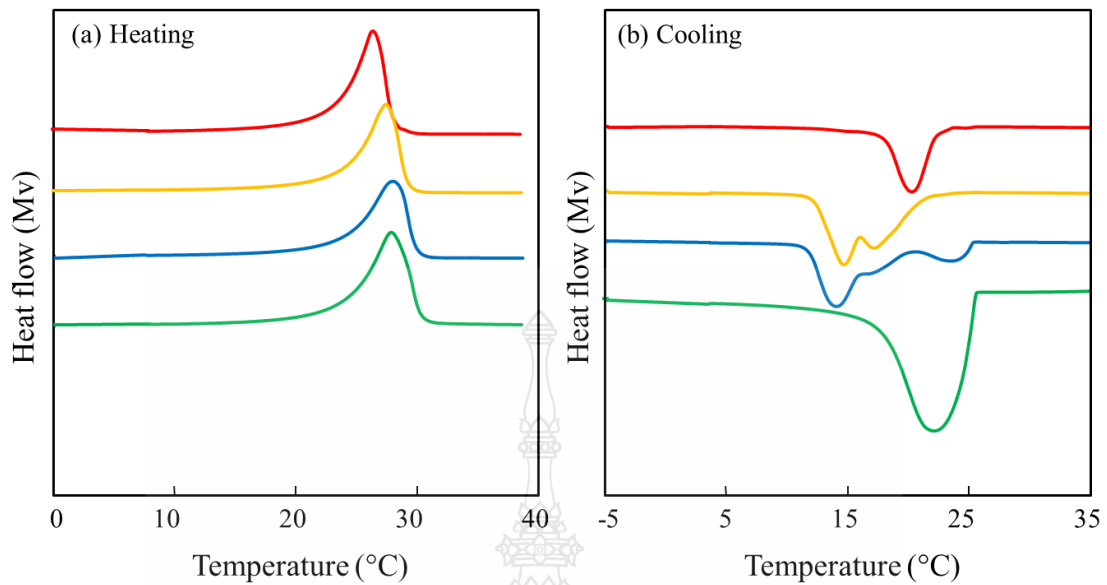 (a) Heating
Heat flow (Mv)
0 10 20 30 40
Temperature (°C)
(b) Cooling
Heat flow (Mv)
-5 5 15 25 35
Temperature (°C)